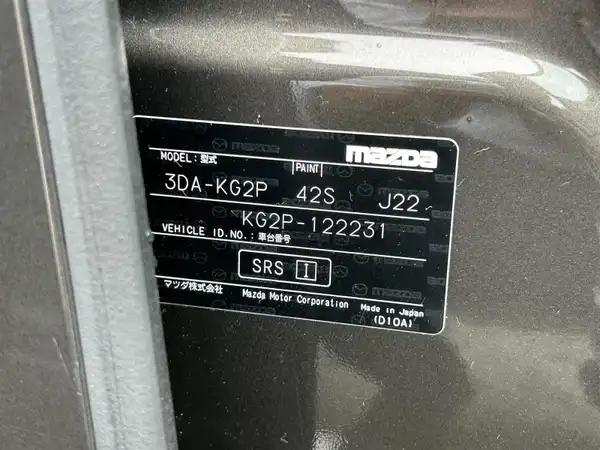 mazda
MODEL:型式 PAINT
3DA-KG2P 42S J22
KG2P-122231
VEHICLE ID.NO.:車台番号
SRS I
マツダ株式会社 Mazda Motor Corporation Made in Japan
(D10A)